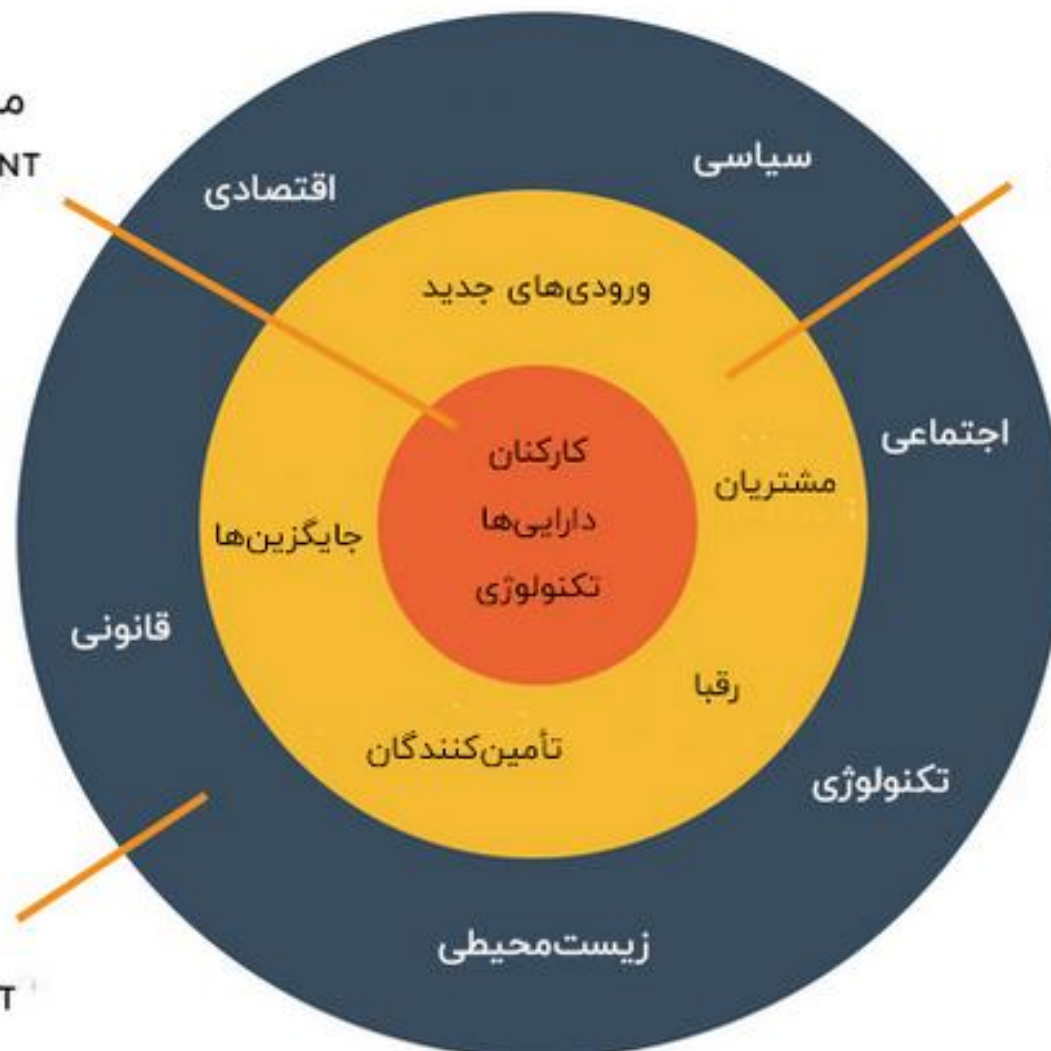 سیاسی
اقتصادی
ورودی‌های جدید
اجتماعی
کارکنان
مشتریان
دارایی‌ها
جایگزین‌ها
تکنولوژی
قانونی
رقبا
تأمین‌کنندگان
تکنولوژی
زیست‌محیطی